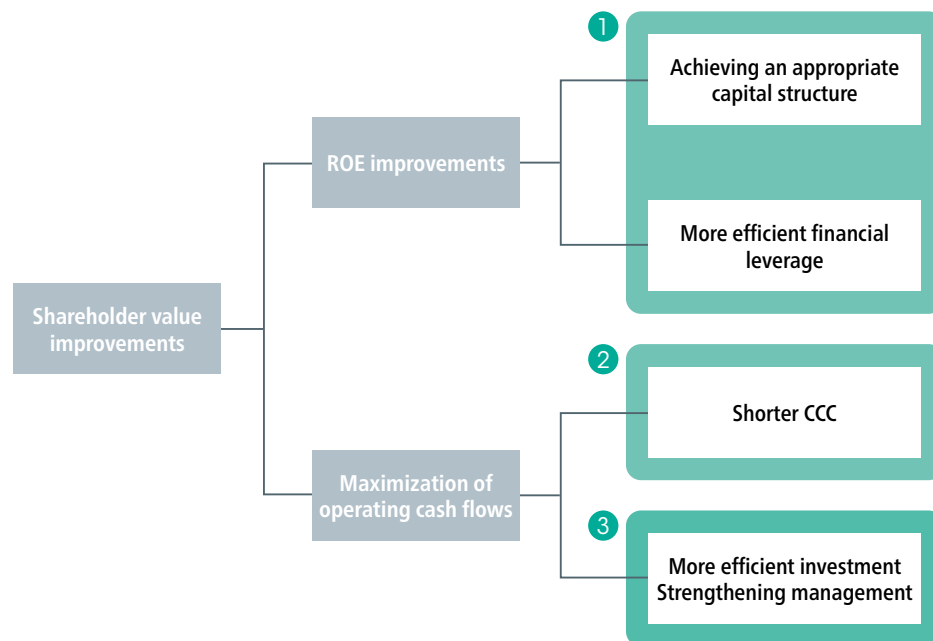 1
Achieving an appropriate
capital structure
ROE improvements
More efficient financial
leverage
Shareholder value
improvements
2
Shorter CCC
Maximization of
operating cash flows
3
More efficient investment
Strengthening management